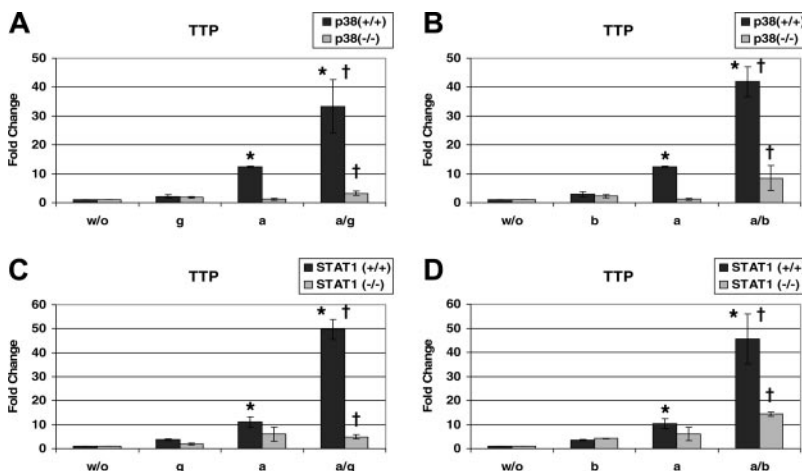 A
TTP
p38(+/+)
p38(-/-)
Fold Change
50
40
30
20
10
0
* †
*
†
w/o g a a/g
B
TTP
p38(+/+)
p38(-/-)
Fold Change
50
40
30
20
10
0
* †
*
†
w/o b a a/b
C
TTP
STAT1 (+/+)
STAT1 (-/-)
Fold Change
60
50
40
30
20
10
0
* †
*
†
w/o g a a/g
D
TTP
STAT1 (+/+)
STAT1 (-/-)
Fold Change
60
50
40
30
20
10
0
* †
*
†
w/o b a a/b